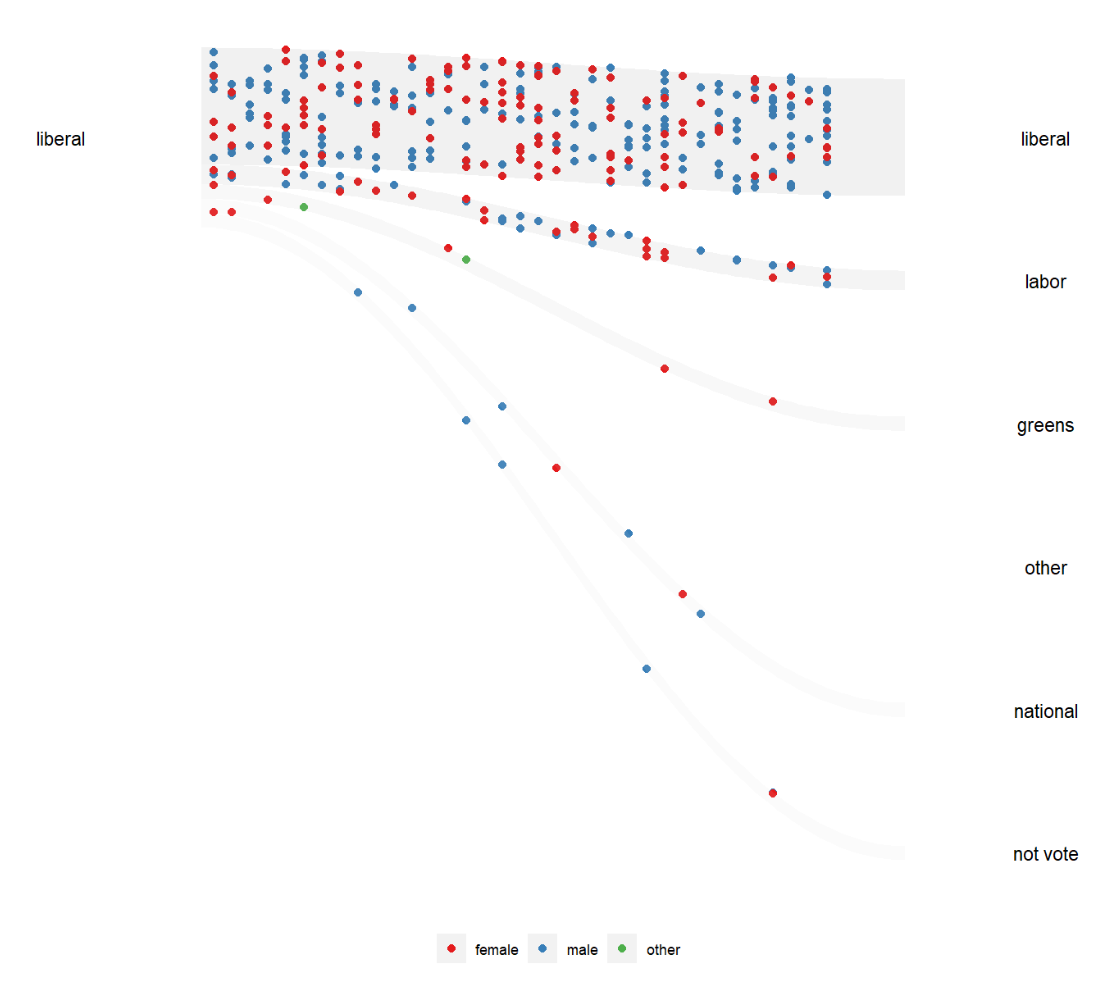 liberal
liberal
labor
greens
other
national
not vote
female male other